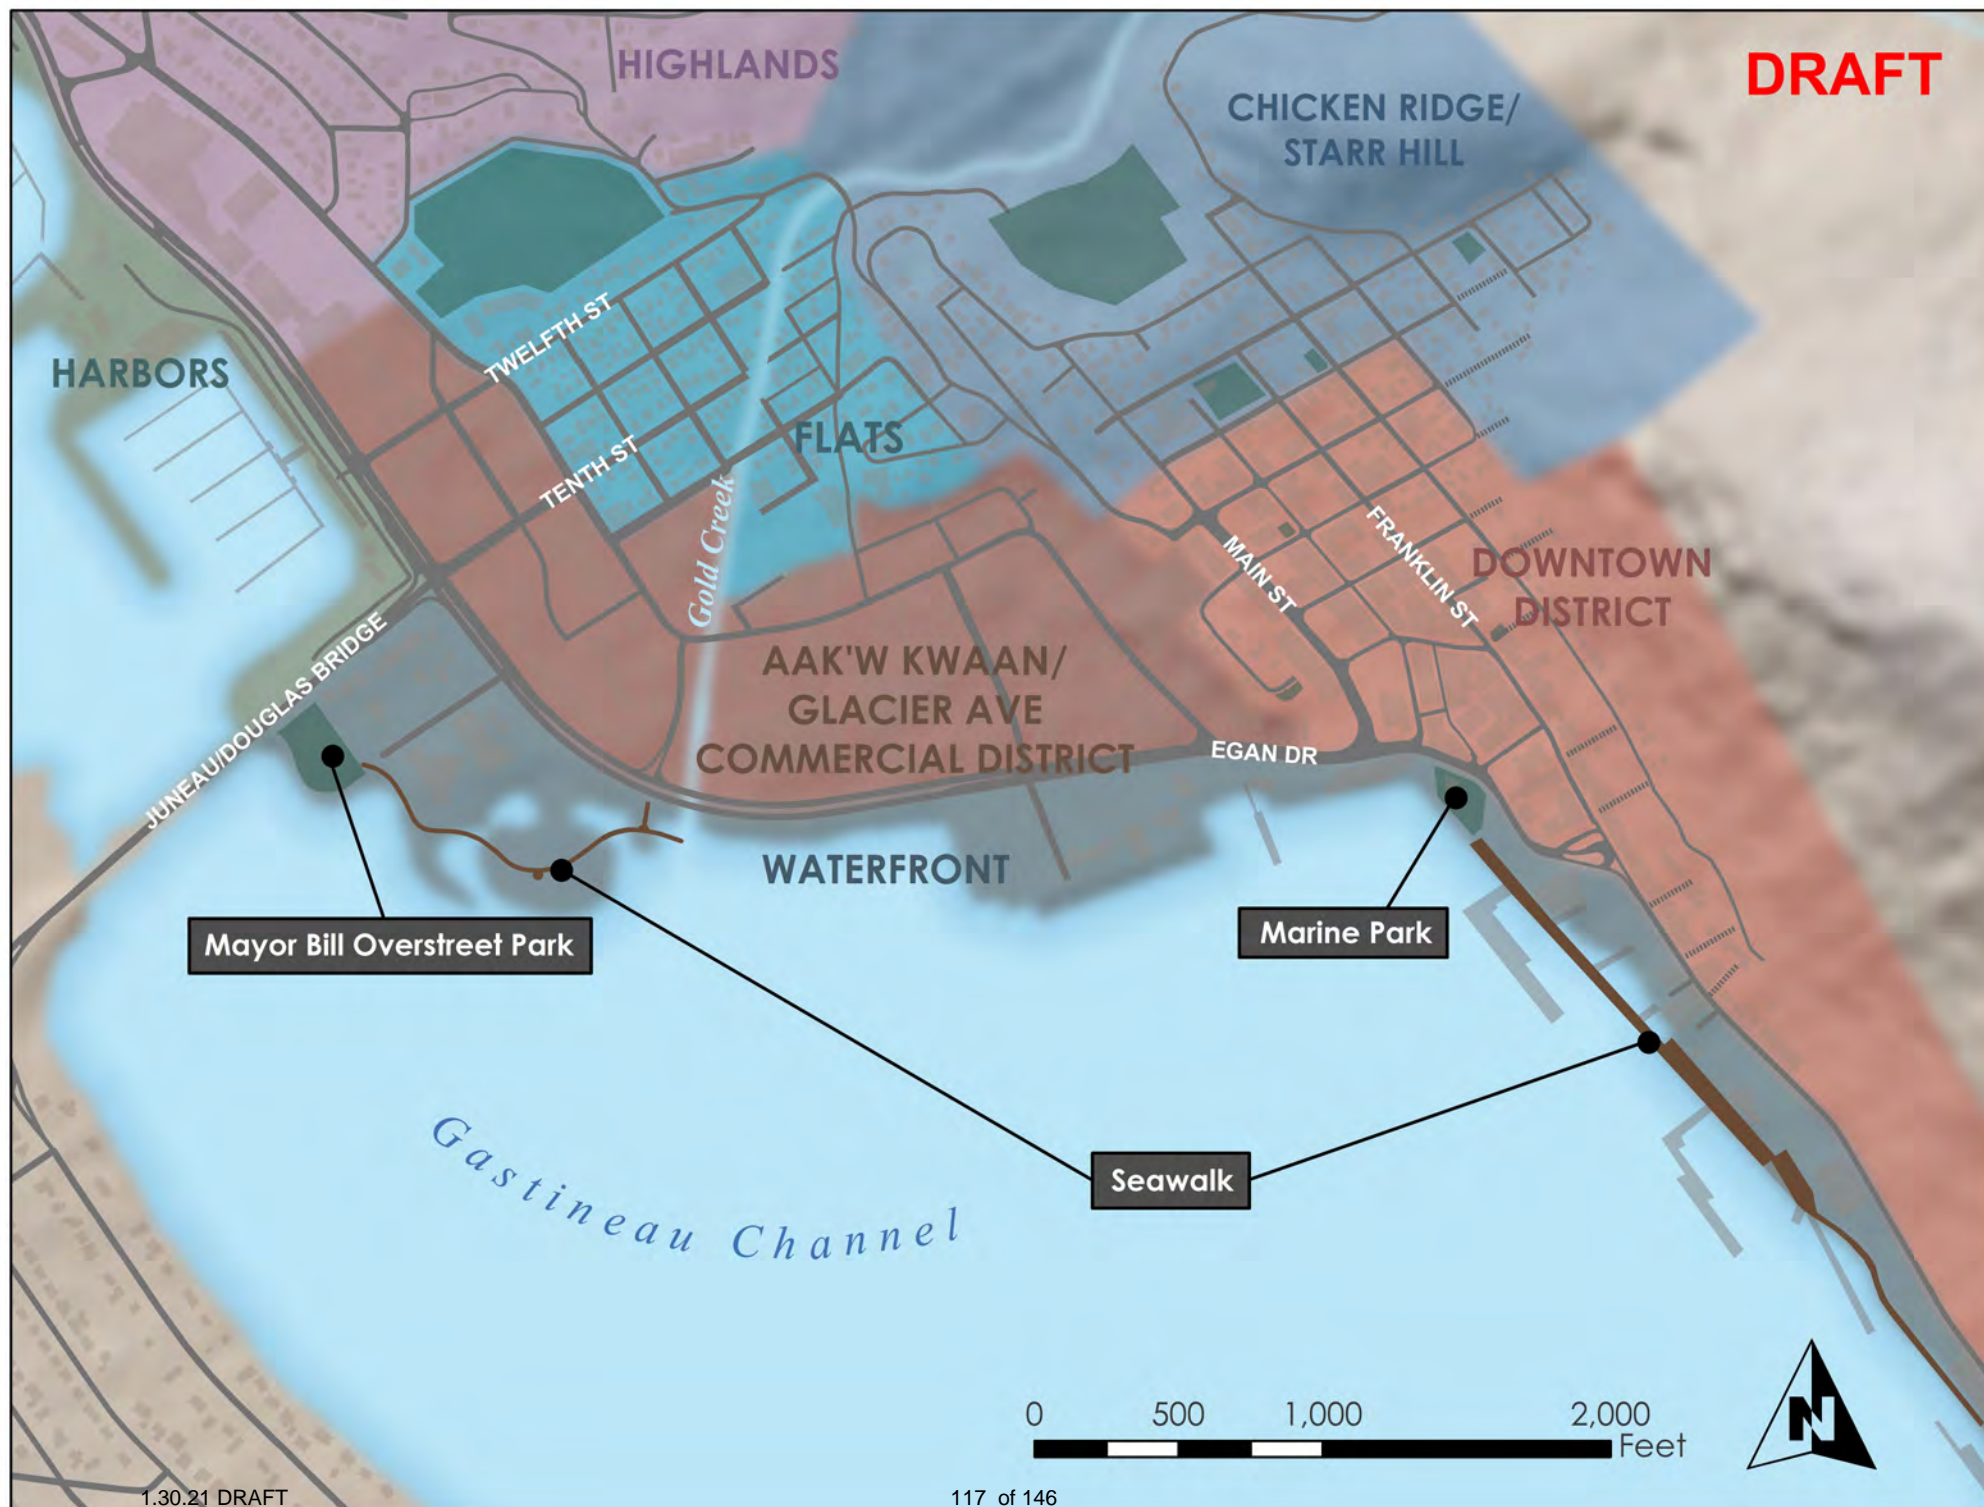 HIGHLANDS
DRAFT
CHICKEN RIDGE/
STARR HILL
HARBORS
TWELFTH ST
TENTH ST
FLATS
Gold Creek
MAIN ST
FRANKLIN ST
DOWNTOWN
DISTRICT
JUNEAU/DOUGLAS BRIDGE
AAK'W KWAAN/
GLACIER AVE
COMMERCIAL DISTRICT
EGAN DR
WATERFRONT
Mayor Bill Overstreet Park
Marine Park
Seawalk
Gastineau Channel
0 500 1,000 2,000
Feet
N
1.30.21 DRAFT
117 of 146